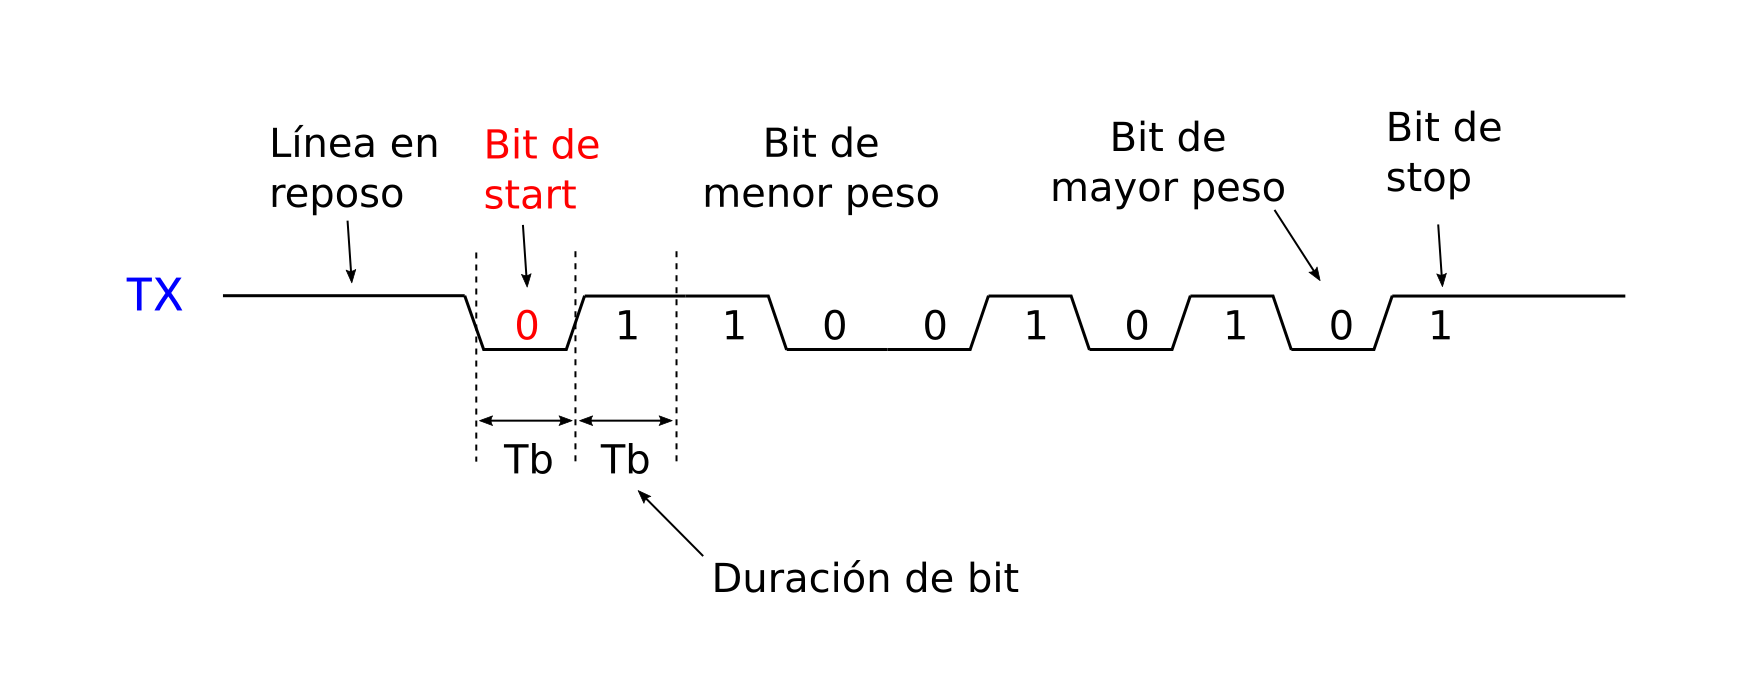 Línea en
reposo
Bit de
start
Bit de
menor peso
Bit de
mayor peso
Bit de
stop
TX
0 1 1 0 0 1 0 1 0 1
Tb Tb
Duración de bit